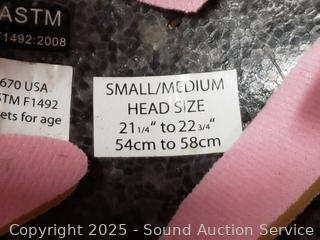 ASTM
F1492:2008
670 USA
STM F1492
ets for age
SMALL/MEDIUM
HEAD SIZE
21 1/4" to 22 3/4"
54cm to 58cm
Copyright 2025 - Sound Auction Service